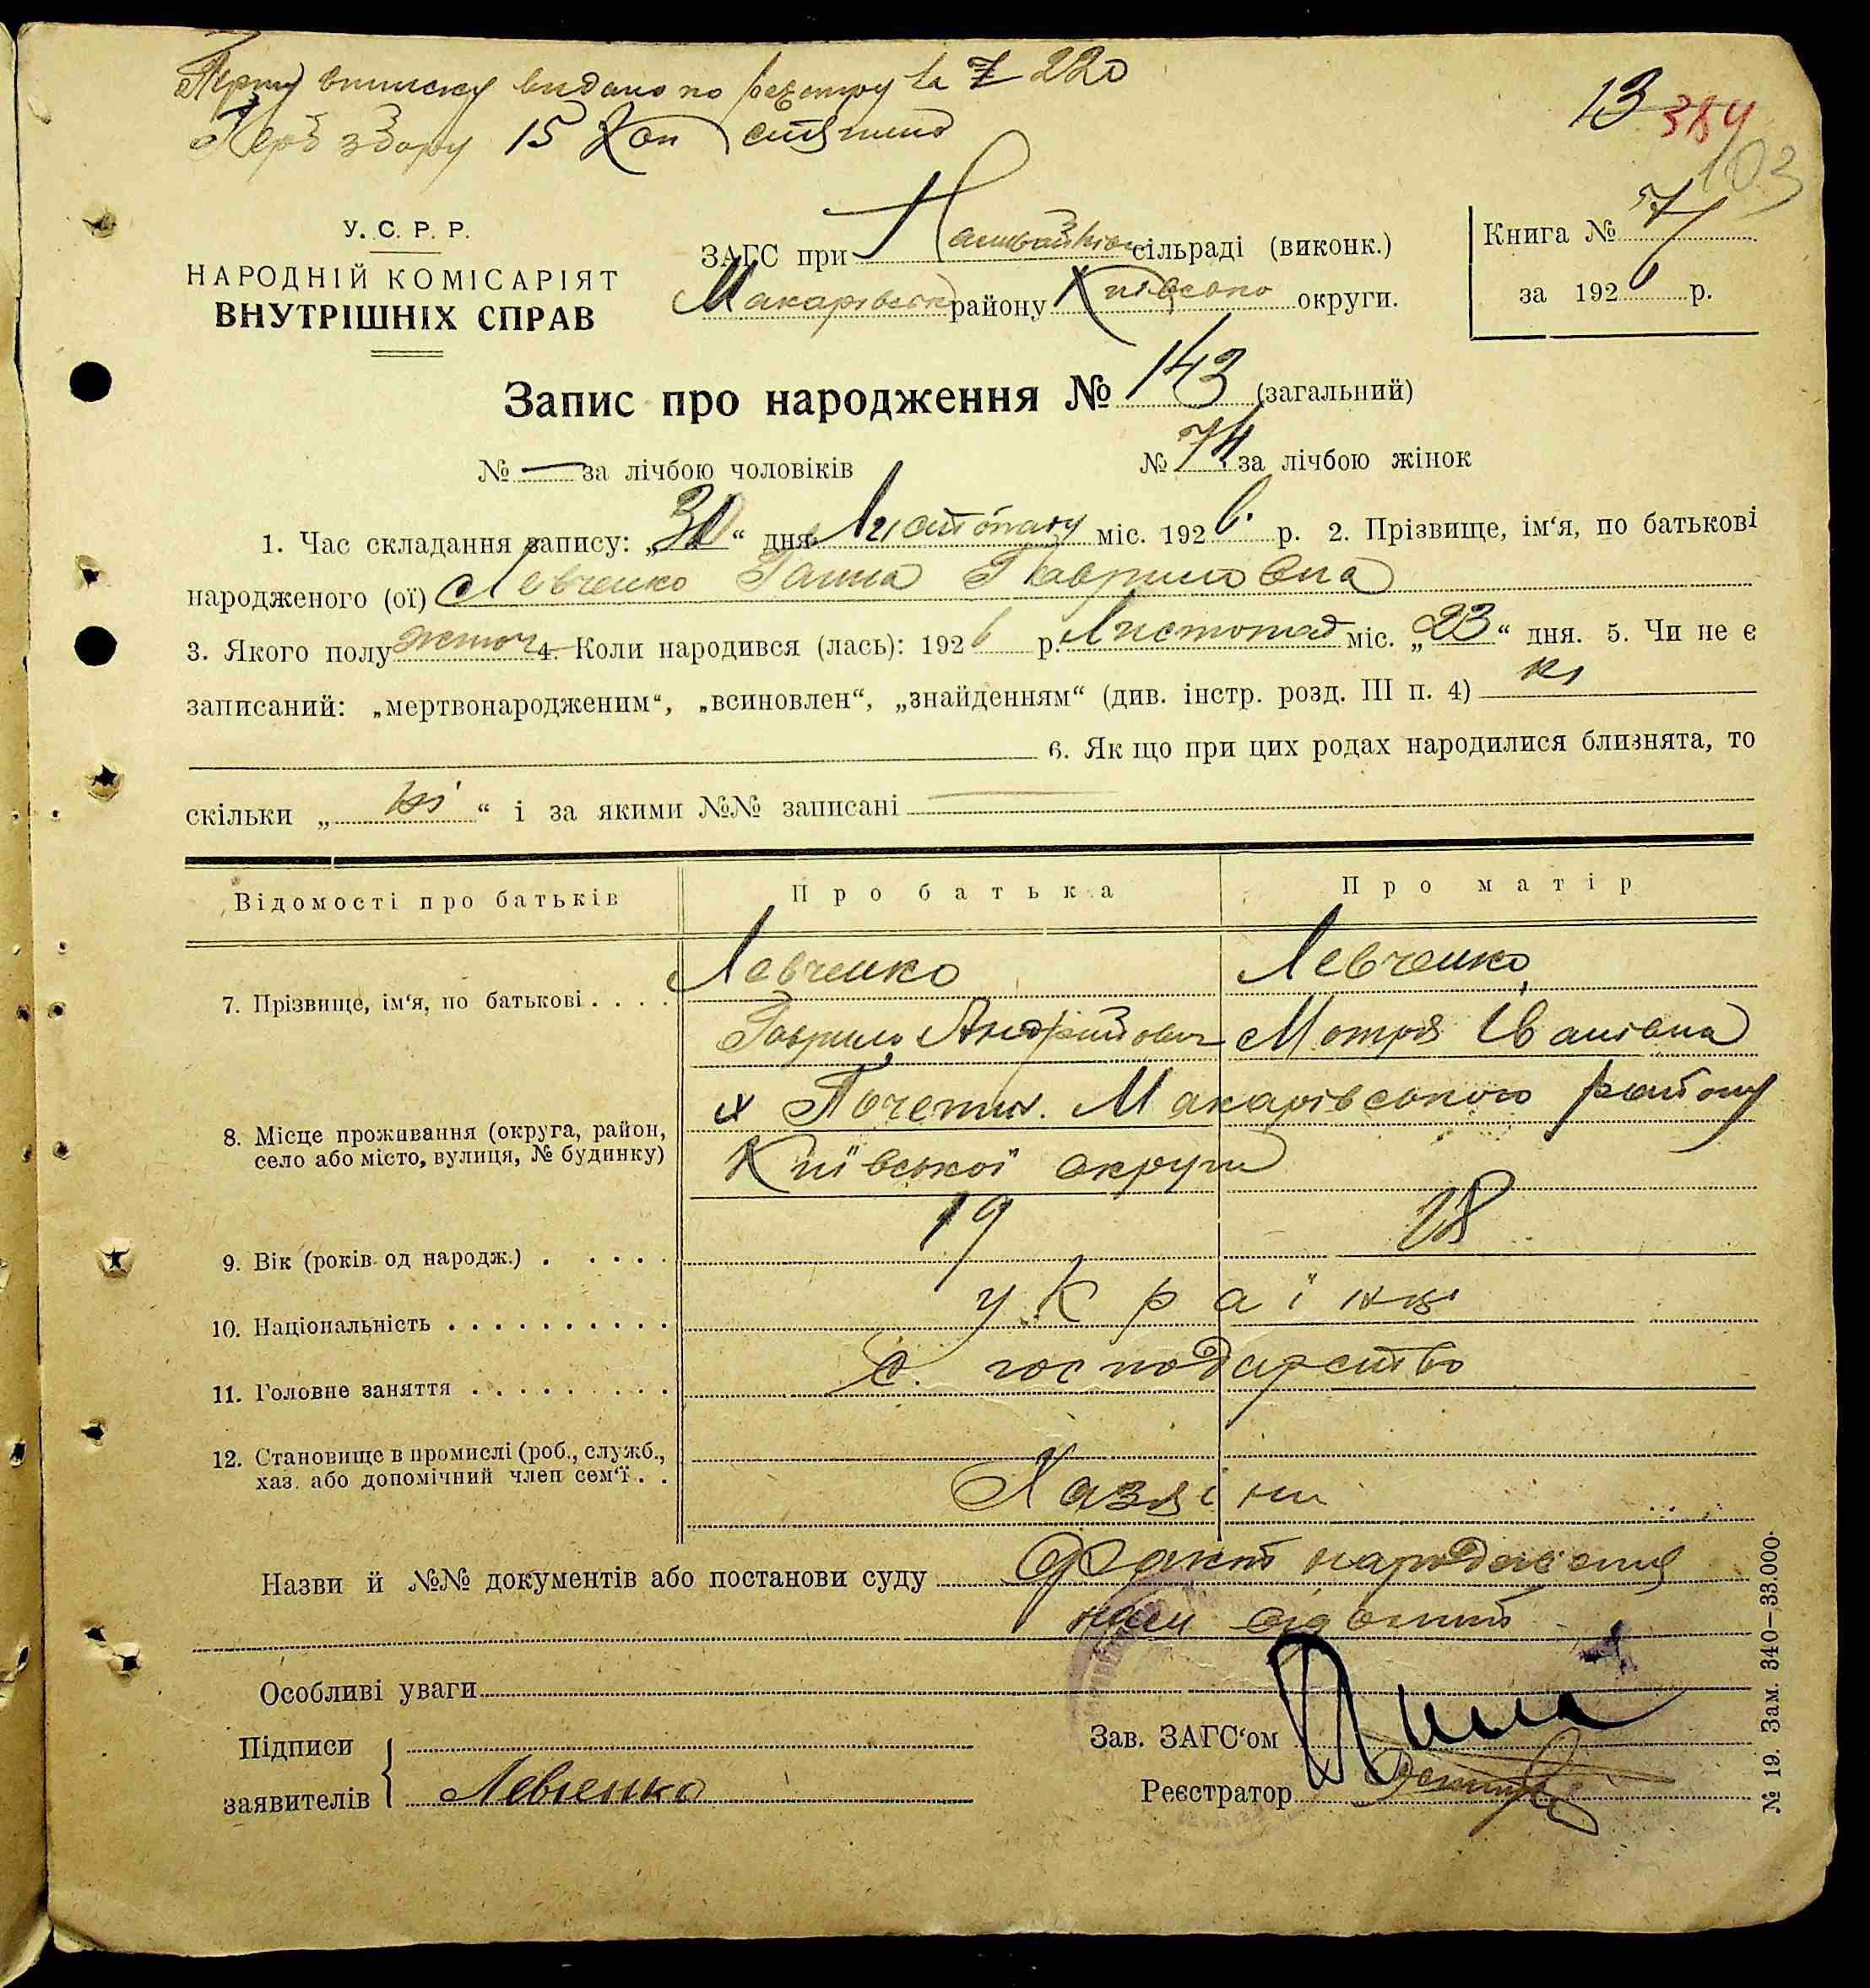 Першу виписку видано по реєстру за № 220
Герб збору 15 коп стягнено
13 384
103
У. С. Р. Р.
НАРОДНІЙ КОМІСАРІЯТ
ВНУТРІШНІХ СПРАВ
ЗАГС при сільраді (виконк.)
Макарівськ району Київсько округи.
Книга № 7
за 1926 р.
Запис про народження № 143 (загальний)
№ — за лічбою чоловіків № 74 за лічбою жінок
1. Час складання запису: „30“ дня Листопаду міс. 1926. р. 2. Прізвище, ім‘я, по батькові
народженого (ої) Левченко Ганна Гавриловна
3. Якого полу жіноч 4. Коли народився (лась): 1926 р. Листопад міс. „23“ дня. 5. Чи не є
записаний: „мертвонародженим“, „всиновлен“, „знайденням“ (див. інстр. розд. III п. 4) ні
6. Як що при цих родах народилися близнята, то
скільки „ ні “ і за якими №№ записані —
Відомості про батьків Про батька Про матір
7. Прізвище, ім‘я, по батькові . . . . Левченко Левченко
Гаврило Андрійович Мотря Іванівна
8. Місце проживання (округа, район, село або місто, вулиця, № будинку) х Почепин. Макарівського району
Київської округи
9. Вік (років од народж.) . . . . . 19 18
10. Національність . . . . . . . . . . українці
11. Головне заняття . . . . . . . . . с. господарство
12. Становище в промислі (роб., служб.,
хаз. або допомічний член сем‘ї . . Хазяїни
Назви й №№ документів або постанови суду Факт народження
нам відомий
Особливі уваги
Підписи
заявителів Левченко
Зав. ЗАГС‘ом
Реєстратор
№ 19. Зам. 340—33.000.